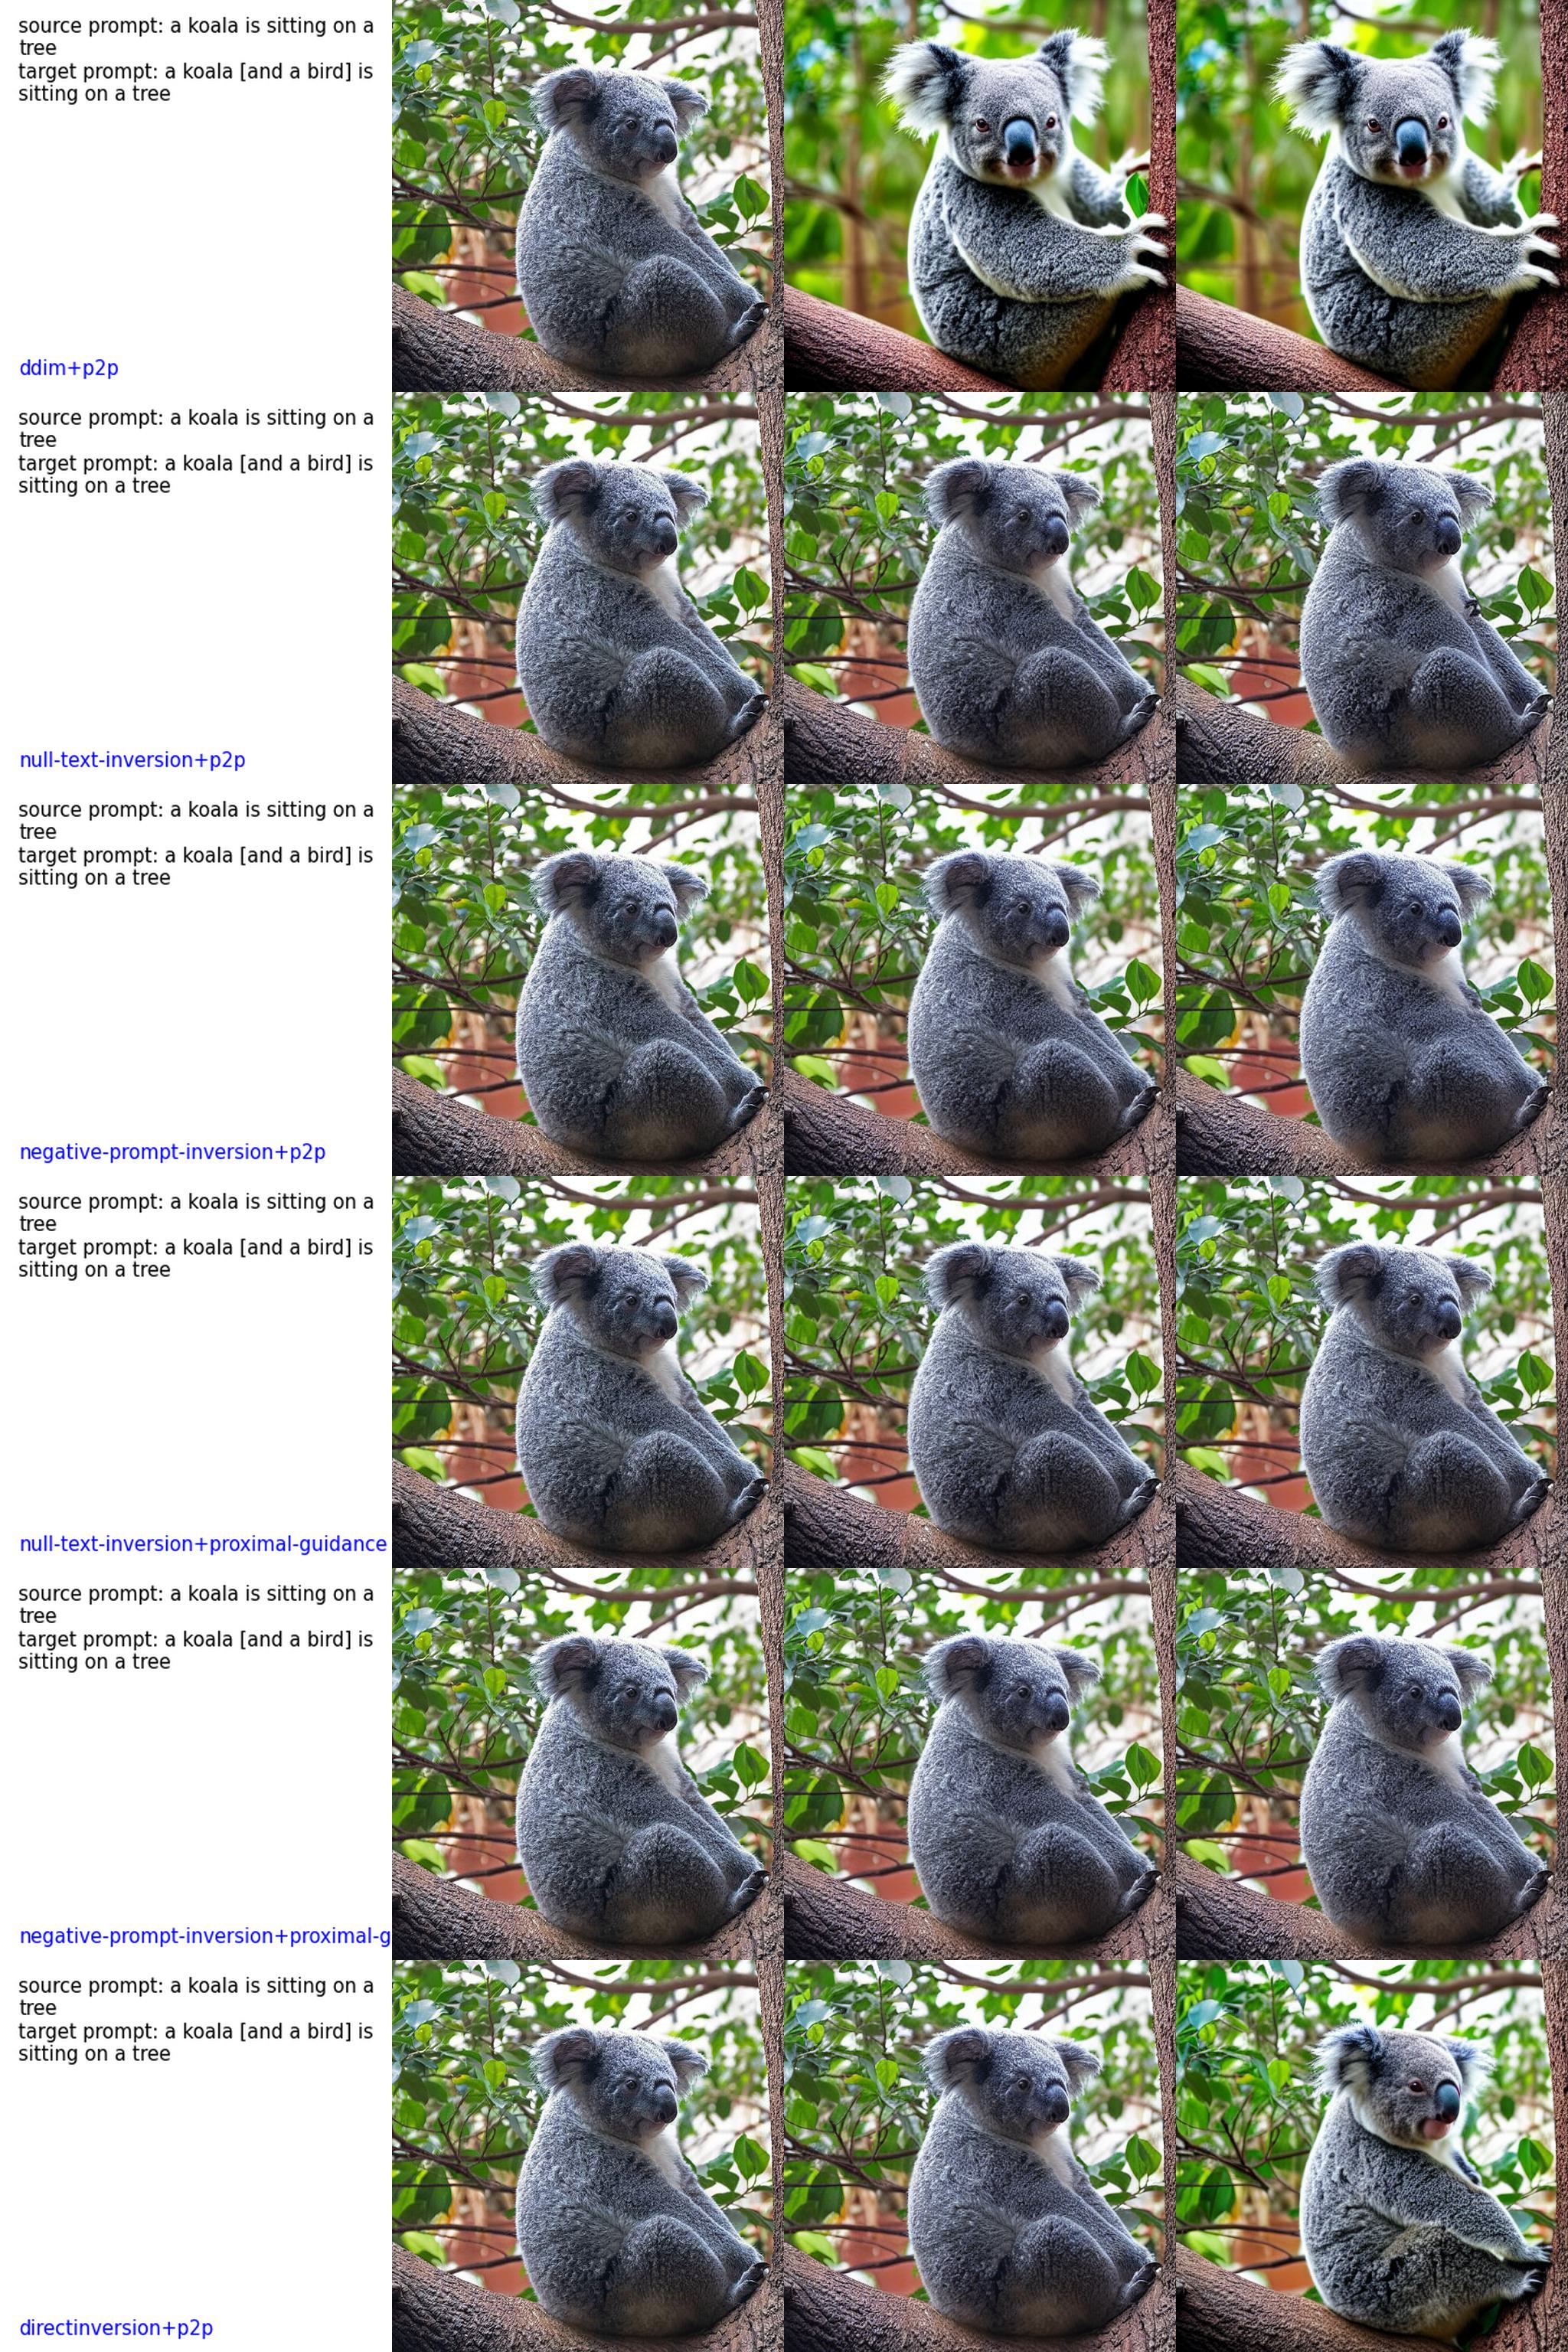 source prompt: a koala is sitting on a
tree
target prompt: a koala [and a bird] is
sitting on a tree
ddim+p2p
source prompt: a koala is sitting on a
tree
target prompt: a koala [and a bird] is
sitting on a tree
null-text-inversion+p2p
source prompt: a koala is sitting on a
tree
target prompt: a koala [and a bird] is
sitting on a tree
negative-prompt-inversion+p2p
source prompt: a koala is sitting on a
tree
target prompt: a koala [and a bird] is
sitting on a tree
null-text-inversion+proximal-guidance
source prompt: a koala is sitting on a
tree
target prompt: a koala [and a bird] is
sitting on a tree
negative-prompt-inversion+proximal-g
source prompt: a koala is sitting on a
tree
target prompt: a koala [and a bird] is
sitting on a tree
directinversion+p2p